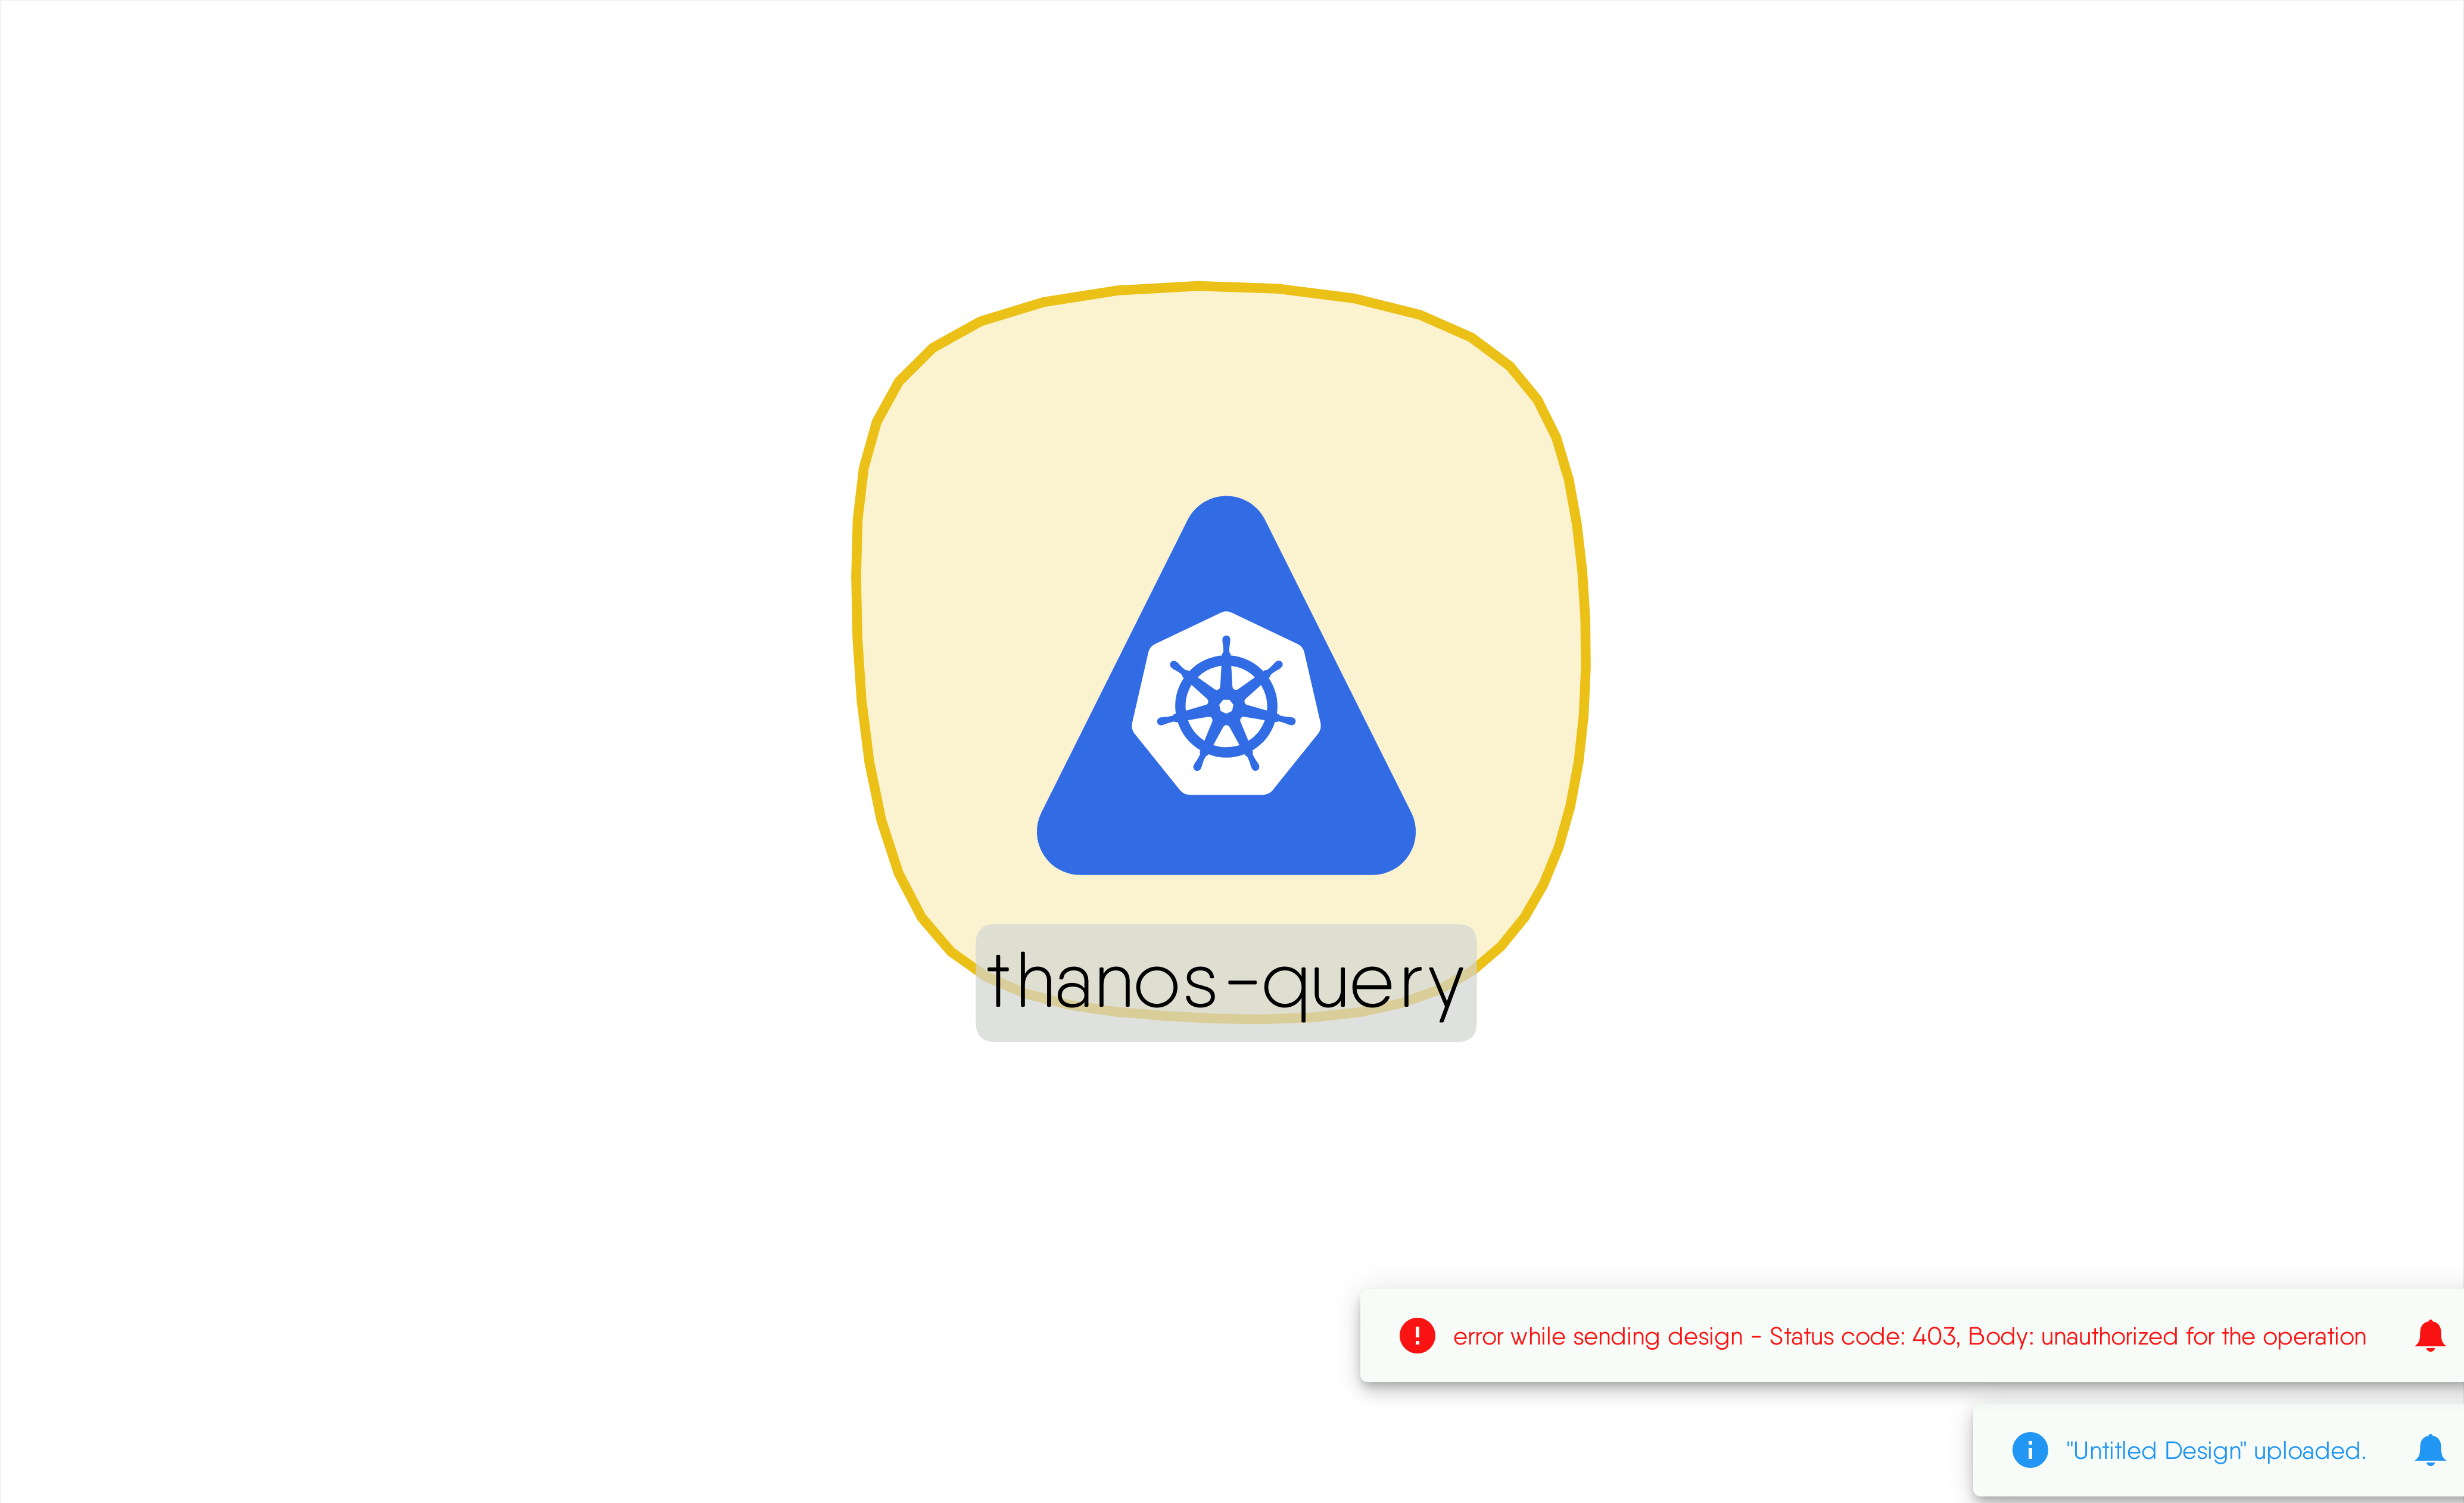 thanos-query
error while sending design - Status code: 403, Body: unauthorized for the operation
"Untitled Design" uploaded.